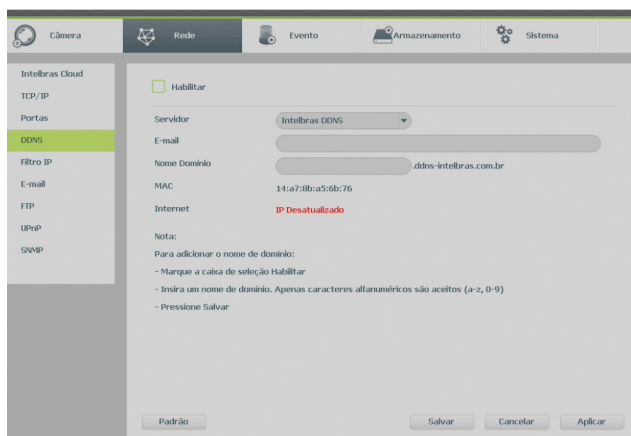 Câmera Rede Evento Armazenamento Sistema
Intelbras Cloud
TCP/IP
Portas
DDNS
Filtro IP
E-mail
FTP
UPnP
SNMP
Habilitar
Servidor Intelbras DDNS
E-mail
Nome Domínio .ddns-intelbras.com.br
MAC 14:a7:8b:a5:6b:76
Internet IP Desatualizado
Nota:
Para adicionar o nome de domínio:
- Marque a caixa de seleção Habilitar
- Insira um nome de domínio. Apenas caracteres alfanuméricos são aceitos (a-z, 0-9)
- Pressione Salvar
Padrão Salvar Cancelar Aplicar